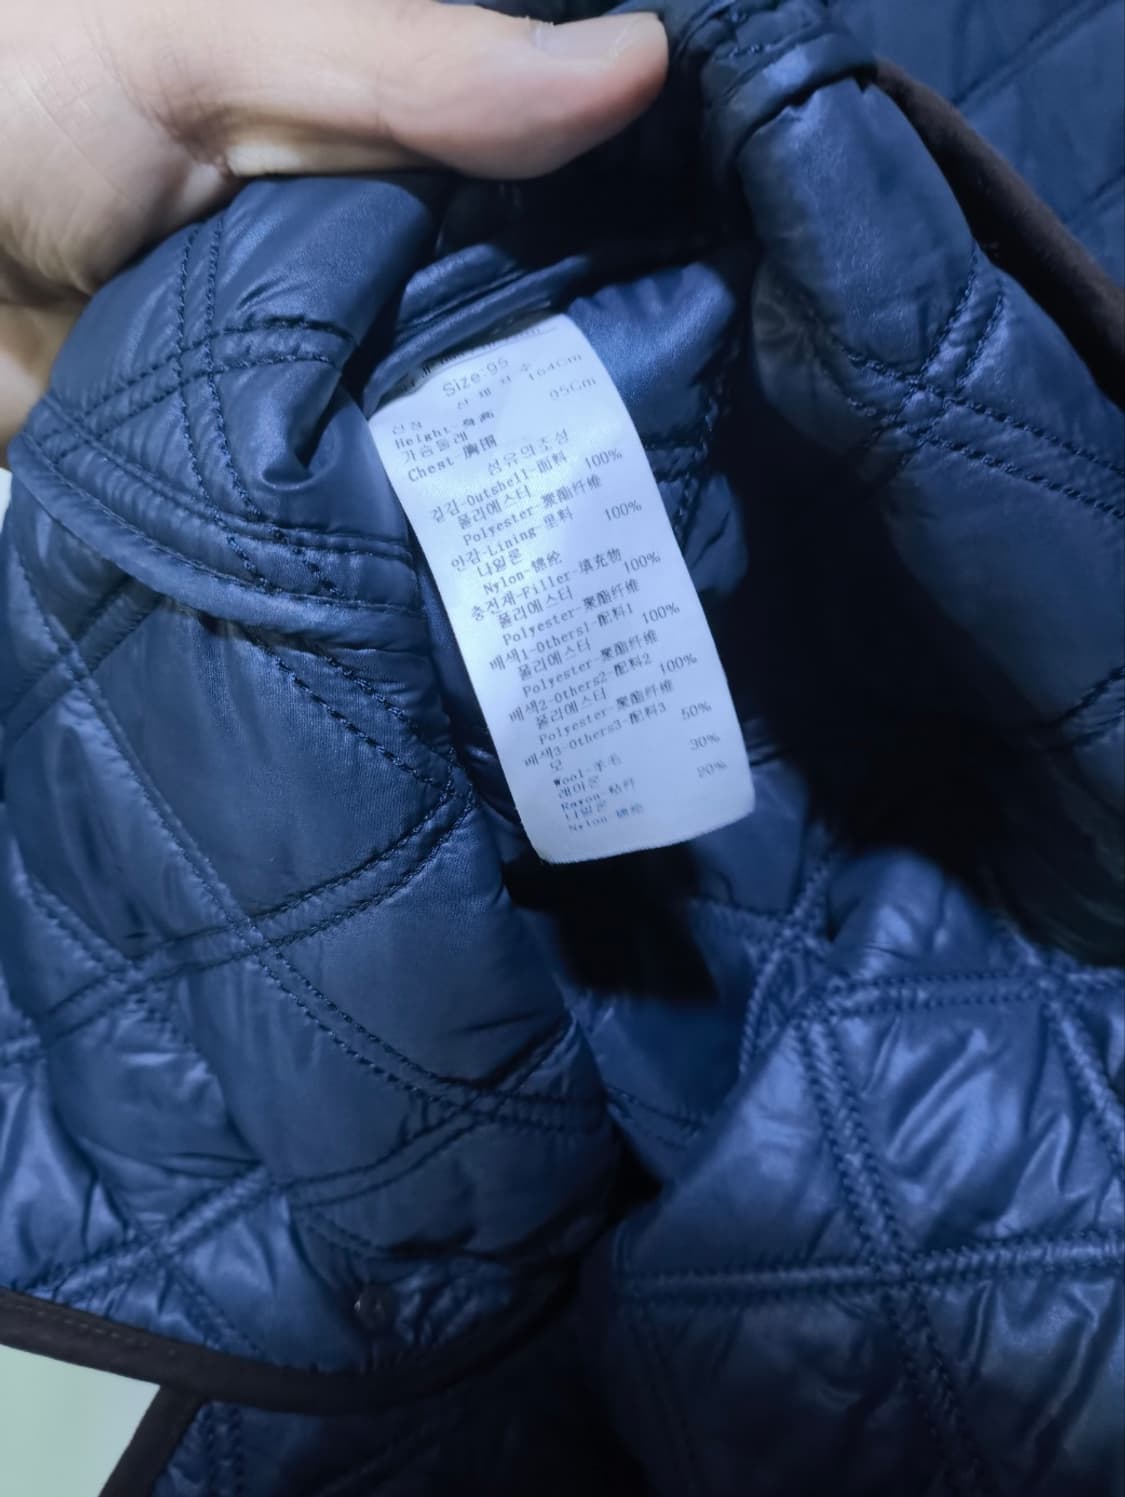 Size:95
신 체 치 수
신장 164Cm
Height-身高
가슴둘레 95Cm
Chest-胸围
섬유의조성
겉감-Outshell-面料
폴리에스터 100%
Polyester-聚酯纤维
안감-Lining-里料
나일론 100%
Nylon-锦纶
충전재-Filler-填充物
폴리에스터 100%
Polyester-聚酯纤维
배색1-Others1-配料1
폴리에스터 100%
Polyester-聚酯纤维
배색2-Others2-配料2
폴리에스터 100%
Polyester-聚酯纤维
배색3-Others3-配料3
모 50%
Wool-羊毛
레이온 30%
Rayon-粘纤
나일론 20%
Nylon-锦纶